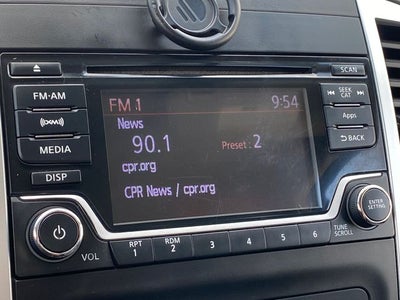 SCAN
FM·AM
XM
MEDIA
DISP
VOL
FM 1 9:54
News
90.1 Preset : 2
cpr.org
CPR News / cpr.org
SEEK
CAT
Apps
BACK
ENTER
SETTING
TUNE
SCROLL
RPT
1
RDM
2
3 4 5 6